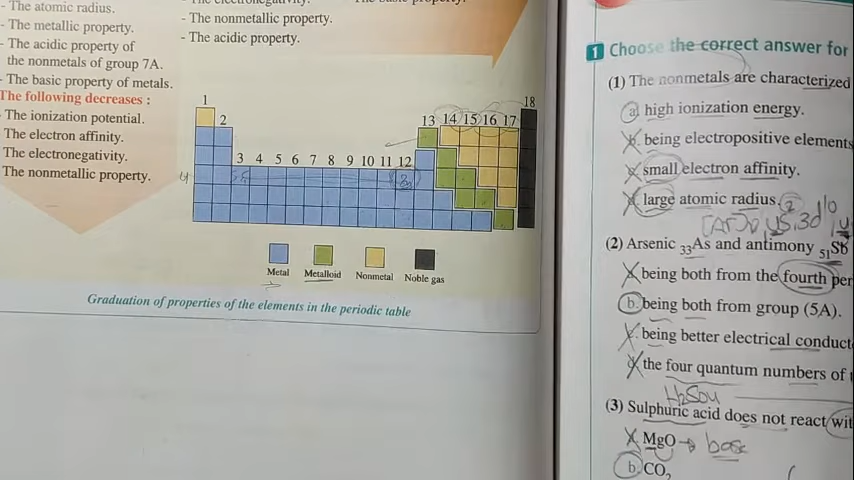 - The atomic radius.
- The metallic property.
- The acidic property of
the nonmetals of group 7A.
- The basic property of metals.
The following decreases :
The ionization potential.
The electron affinity.
The electronegativity.
The nonmetallic property.
- The nonmetallic property.
- The acidic property.
1 18
2 13 14 15 16 17
3 4 5 6 7 8 9 10 11 12
Metal Metalloid Nonmetal Noble gas
Graduation of properties of the elements in the periodic table
1 Choose the correct answer for
(1) The nonmetals are characterized
a. high ionization energy.
b. being electropositive elements
c. small electron affinity.
d. large atomic radius.
(2) Arsenic 33As and antimony 51Sb
a. being both from the fourth per
b. being both from group (5A).
c. being better electrical conduct
d. the four quantum numbers of
H2SO4
(3) Sulphuric acid does not react wit
a. MgO → base
b. CO2